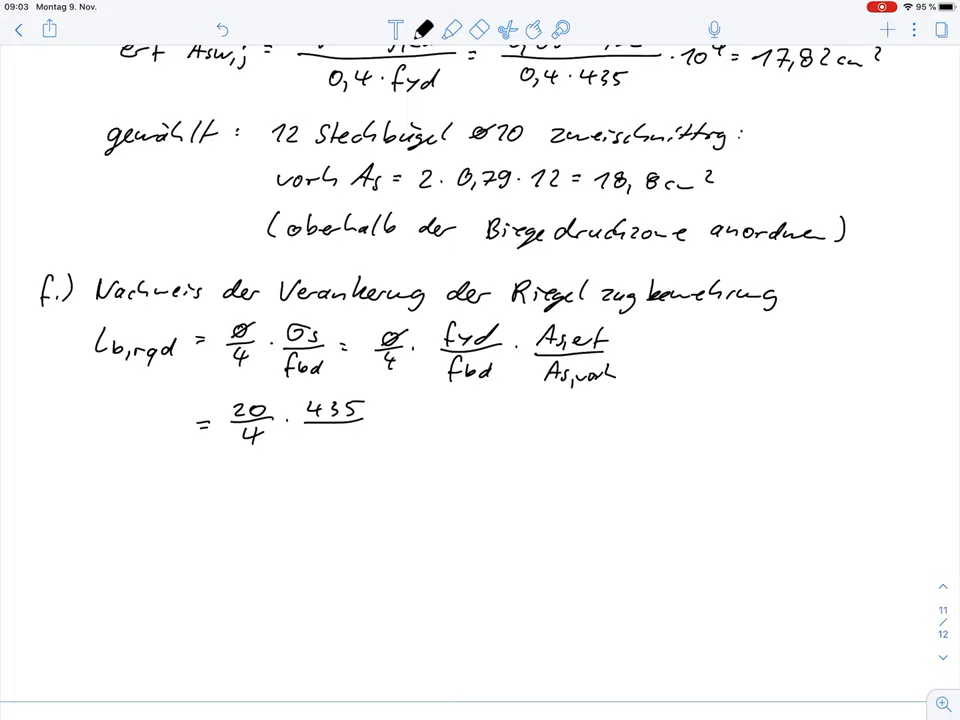 09:03 Montag 9. Nov. 95 %
erf Asw,j = / 0,4 · fyd = / 0,4 · 435 · 10⁴ = 17,82 cm²
gewählt : 12 Steckbügel ø10 zweischnittig :
vorh As = 2 · 0,79 · 12 = 18,8 cm²
(oberhalb der Biegedruckzone anordnen)
f.) Nachweis der Verankerung der Riegelzugbewehrung
lb,rqd = ø/4 · σs/fbd = ø/4 · fyd/fbd · As,erf/As,vorh
= 20/4 · 435
11
/
12